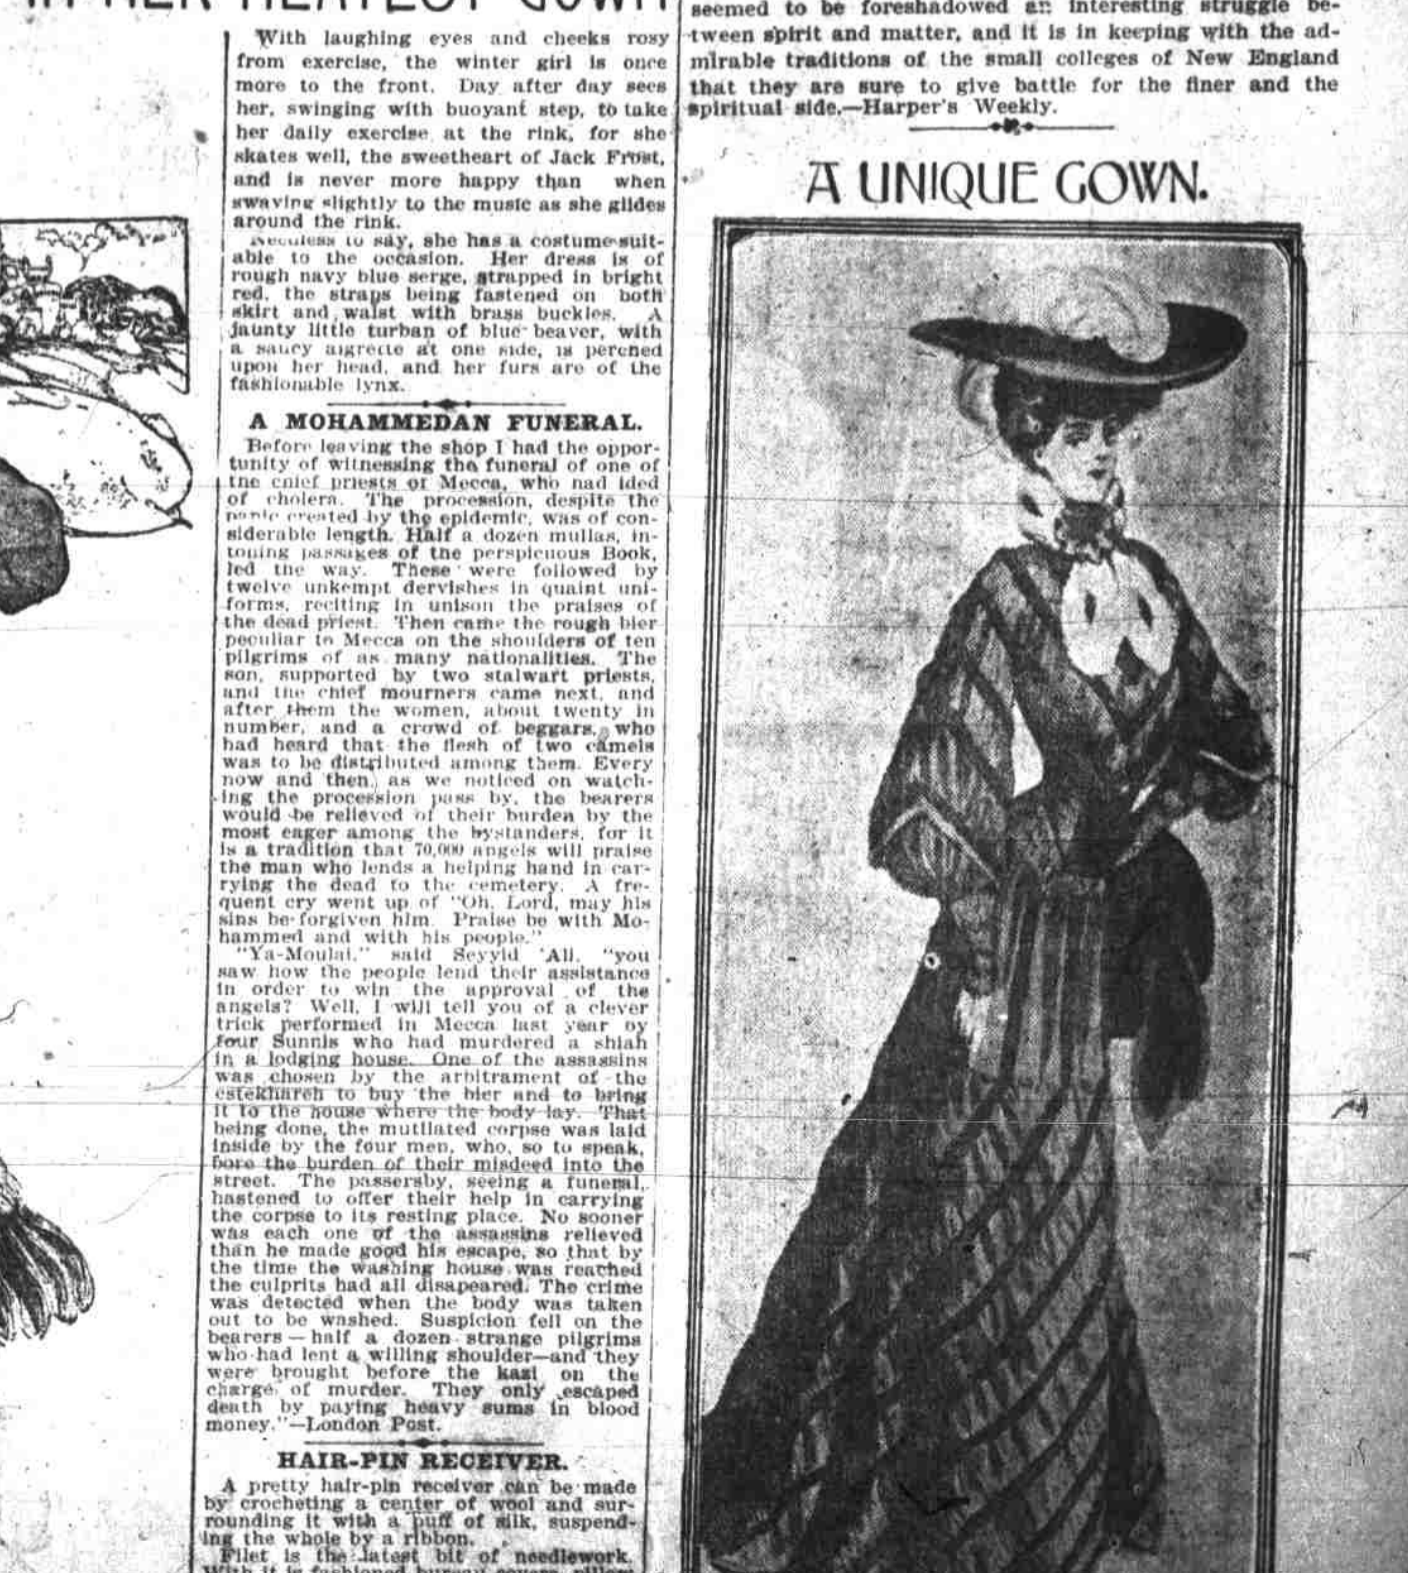 IN HER NEATEST GOWN
With laughing eyes and cheeks rosy
from exercise, the winter girl is once
more to the front. Day after day sees
her, swinging with buoyant step, to take
her daily exercise at the rink, for she
skates well, the sweetheart of Jack Frost,
and is never more happy than when
swaying slightly to the music as she glides
around the rink.
Needless to say, she has a costume suit-
able to the occasion. Her dress is of
rough navy blue serge, strapped in bright
red, the straps being fastened on both
skirt and waist with brass buckles. A
jaunty little turban of blue beaver, with
a saucy aigrette at one side, is perched
upon her head, and her furs are of the
fashionable lynx.
A MOHAMMEDAN FUNERAL.
Before leaving the shop I had the oppor-
tunity of witnessing the funeral of one of
the chief priests of Mecca, who had ided
of cholera. The procession, despite the
panic created by the epidemic, was of con-
siderable length. Half a dozen mullas, in-
toning passages of the perspicuous Book,
led the way. These were followed by
twelve unkempt dervishes in quaint uni-
forms, reciting in unison the praises of
the dead priest. Then came the rough bier
peculiar to Mecca on the shoulders of ten
pilgrims of as many nationalities. The
son, supported by two stalwart priests,
and the chief mourners came next, and
after them the women, about twenty in
number, and a crowd of beggars, who
had heard that the flesh of two camels
was to be distributed among them. Every
now and then, as we noticed on watch-
ing the procession pass by, the bearers
would be relieved of their burden by the
most eager among the bystanders, for it
is a tradition that 70,000 angels will praise
the man who lends a helping hand in car-
rying the dead to the cemetery. A fre-
quent cry went up of "Oh, Lord, may his
sins be forgiven him. Praise be with Mo-
hammed and with his people."
"Ya-Moulai," said Seyyid 'Ali, "you
saw how the people lend their assistance
in order to win the approval of the
angels? Well, I will tell you of a clever
trick performed in Mecca last year by
four Sunnis who had murdered a shiah
in a lodging house. One of the assassins
was chosen by the arbitrament of the
estekhareh to buy the bier and to bring
it to the house where the body lay. That
being done, the mutilated corpse was laid
inside by the four men, who, so to speak,
bore the burden of their misdeed into the
street. The passersby, seeing a funeral,
hastened to offer their help in carrying
the corpse to its resting place. No sooner
was each one of the assassins relieved
than he made good his escape, so that by
the time the washing house was reached
the culprits had all disapeared. The crime
was detected when the body was taken
out to be washed. Suspicion fell on the
bearers—half a dozen strange pilgrims
who had lent a willing shoulder—and they
were brought before the kazi on the
charge of murder. They only escaped
death by paying heavy sums in blood
money."—London Post.
HAIR-PIN RECEIVER.
A pretty hair-pin receiver can be made
by crocheting a center of wool and sur-
rounding it with a puff of silk, suspend-
ing the whole by a ribbon.
Filet is the latest bit of needlework.
With it is fashioned bureau covers, pillow
seemed to be foreshadowed an interesting struggle be-
tween spirit and matter, and it is in keeping with the ad-
mirable traditions of the small colleges of New England
that they are sure to give battle for the finer and the
spiritual side.—Harper's Weekly.
A UNIQUE GOWN.